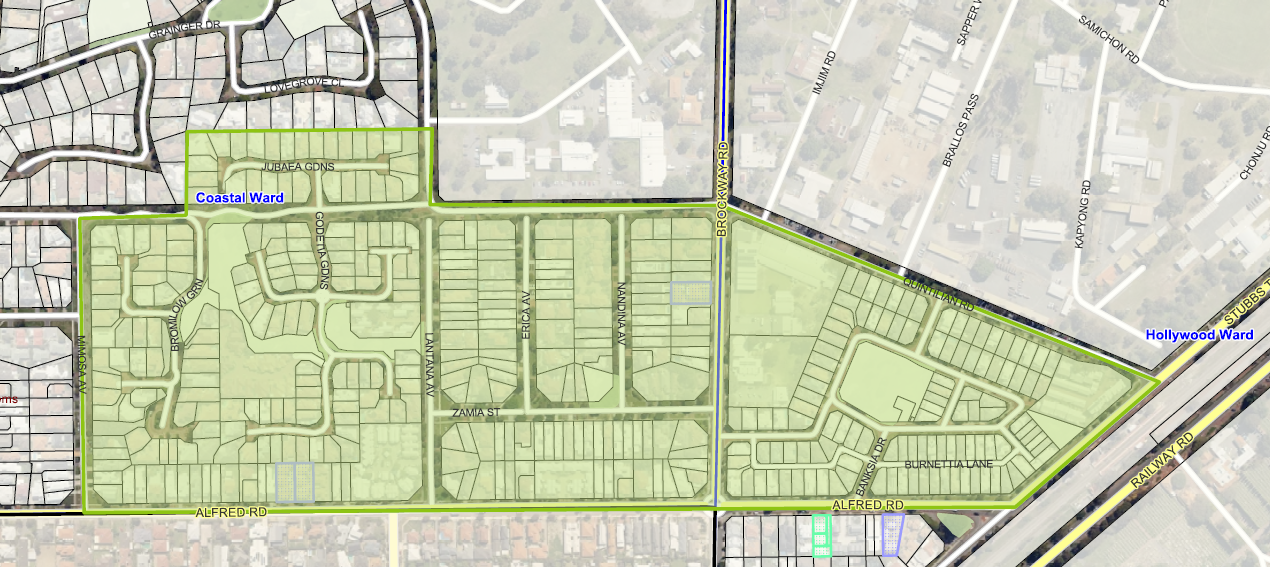 GRAINGER DR
LOVEGROVE CL
SAMICHON RD
SAPPER
IMJIM RD
BRALLOS PASS
CHONJU RD
KAPYONG RD
BROCKWAY RD
JUBAEA GDNS
Coastal Ward
GODETIA GDNS
QUINTILIAN RD
STUBBS
Hollywood Ward
BROMILOW GRN
ERICA AV
NANDINA AV
MIMOSA AV
LANTANA AV
ZAMIA ST
BANKSIA DR
BURNETTIA LANE
RAILWAY RD
ALFRED RD
ALFRED RD